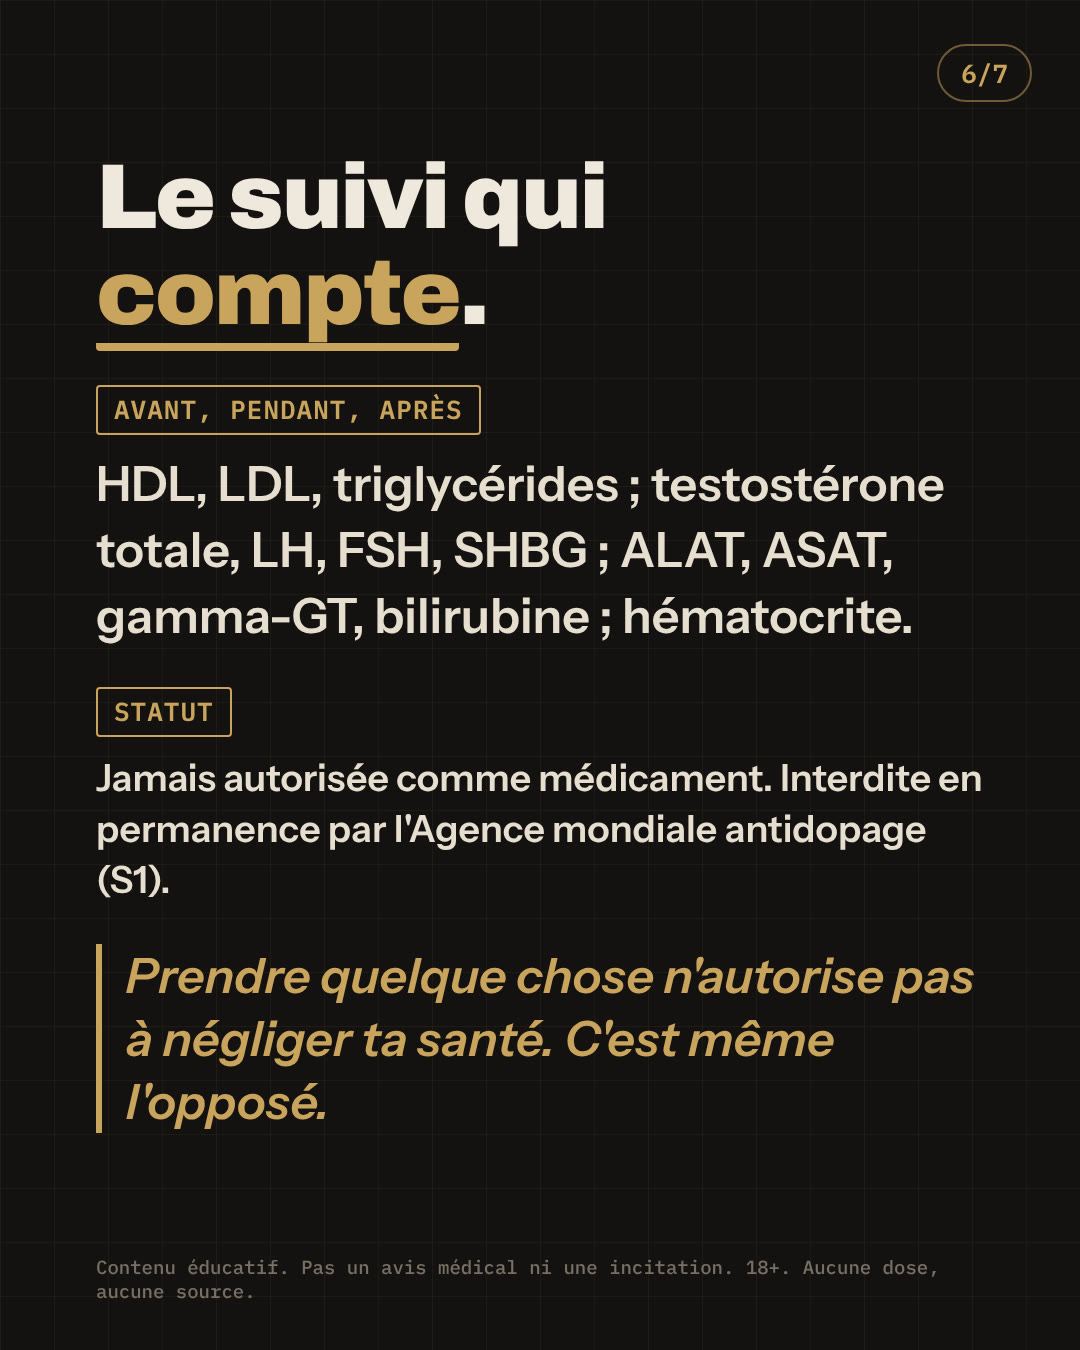 6/7
Le suivi qui
compte.
AVANT, PENDANT, APRÈS
HDL, LDL, triglycérides ; testostérone
totale, LH, FSH, SHBG ; ALAT, ASAT,
gamma-GT, bilirubine ; hématocrite.
STATUT
Jamais autorisée comme médicament. Interdite en
permanence par l'Agence mondiale antidopage
(S1).
Prendre quelque chose n'autorise pas
à négliger ta santé. C'est même
l'opposé.
Contenu éducatif. Pas un avis médical ni une incitation. 18+. Aucune dose,
aucune source.